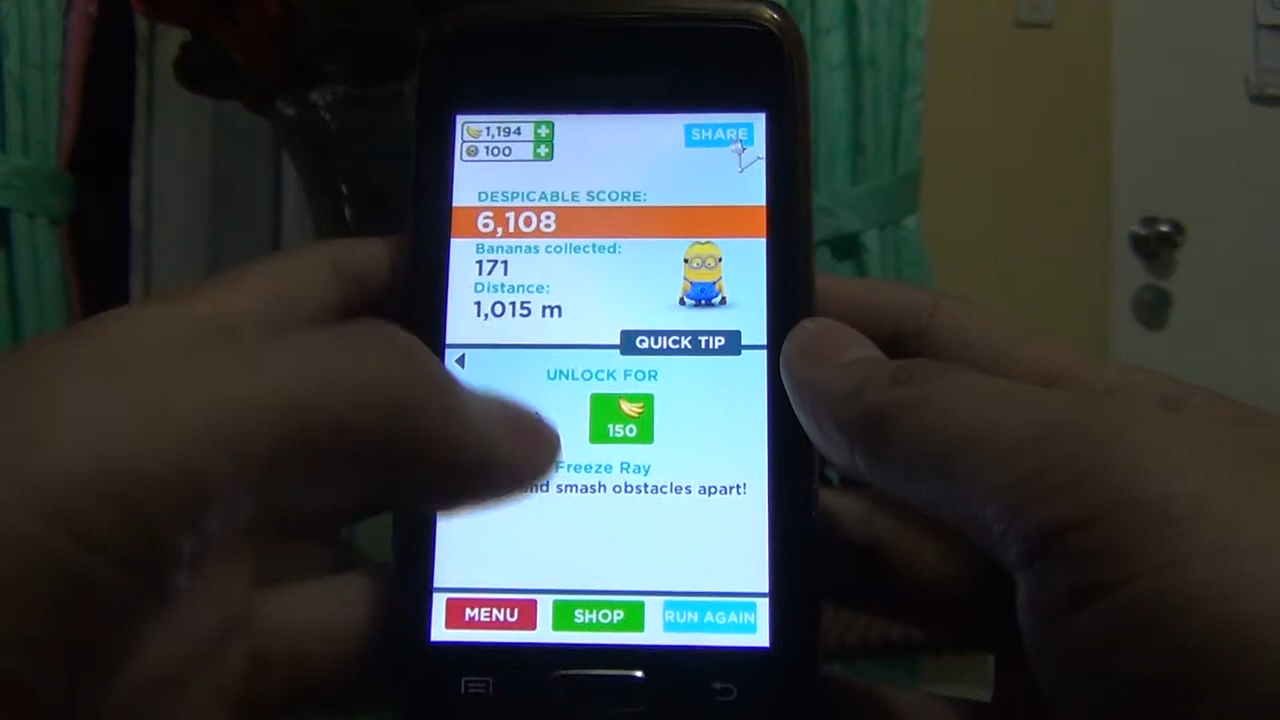 1,194
100
SHARE
DESPICABLE SCORE:
6,108
Bananas collected:
171
Distance:
1,015 m
QUICK TIP
UNLOCK FOR
150
Freeze Ray
and smash obstacles apart!
MENU
SHOP
RUN AGAIN